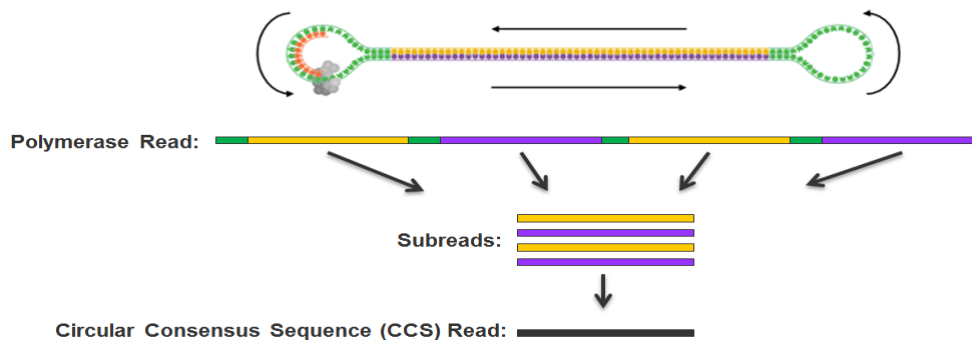 Polymerase Read:
Subreads:
Circular Consensus Sequence (CCS) Read: